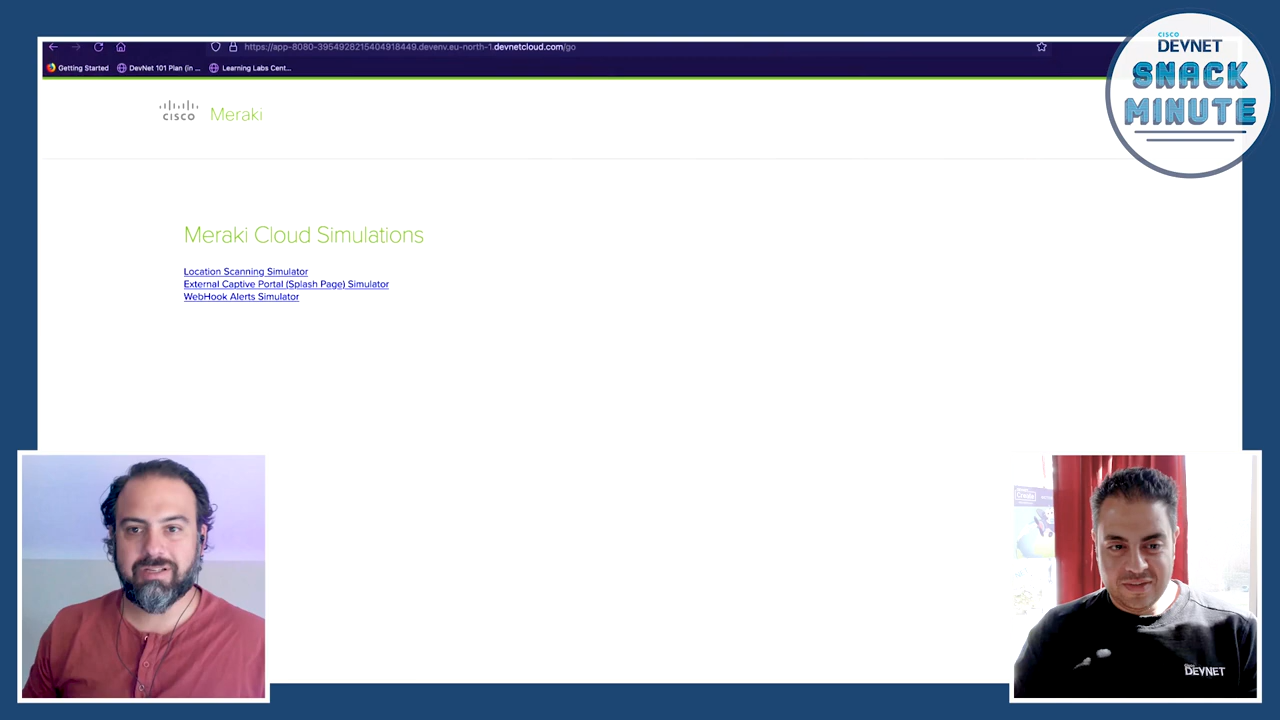 https://app-8080-3954928215404918449.devenv.eu-north-1.devnetcloud.com/go
Getting Started
DevNet 101 Plan (in ...
Learning Labs Cent...
CISCO
DEVNET
SNACK
MINUTE
CISCO
Meraki
Meraki Cloud Simulations
Location Scanning Simulator
External Captive Portal (Splash Page) Simulator
WebHook Alerts Simulator
Create
DEVNET